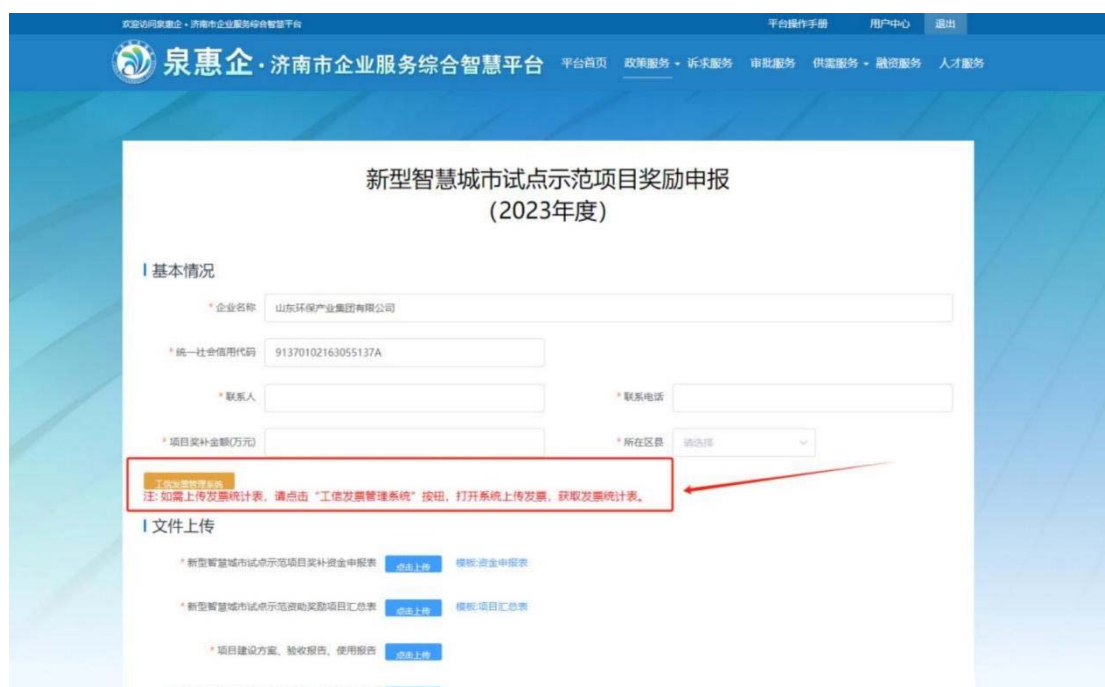 欢迎访问泉惠企·济南市企业服务综合智慧平台 平台操作手册 用户中心 退出
泉惠企·济南市企业服务综合智慧平台 平台首页 政策服务 诉求服务 审批服务 供需服务 融资服务 人才服务
新型智慧城市试点示范项目奖励申报
(2023年度)
基本情况
* 企业名称 山东环保产业集团有限公司
* 统一社会信用代码 91370102163055137A
* 联系人 * 联系电话
* 项目奖补金额(万元) * 所在区县 请选择
工信发票管理系统
注: 如需上传发票统计表，请点击“工信发票管理系统”按钮，打开系统上传发票，获取发票统计表。
文件上传
* 新型智慧城市试点示范项目奖补资金申报表 点击上传 模板:资金申报表
* 新型智慧城市试点示范资助奖励项目汇总表 点击上传 模板:项目汇总表
* 项目建设方案、验收报告、使用报告 点击上传